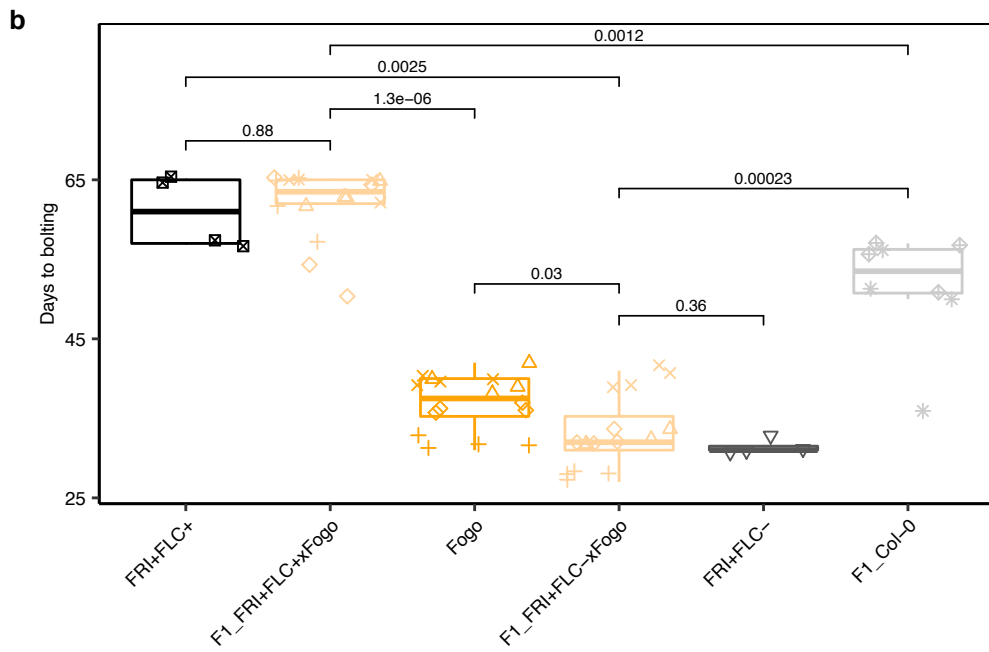 b
0.0012
0.0025
1.3e−06
0.88
65
0.00023
Days to bolting
0.03
0.36
45
25
FRI+FLC+
F1_FRI+FLC+xFogo
Fogo
F1_FRI+FLC−xFogo
FRI+FLC−
F1_Col−0